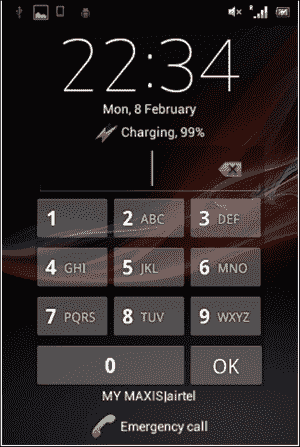 22:34
Mon, 8 February
Charging, 99%
1 2 ABC 3 DEF
4 GHI 5 JKL 6 MNO
7 PQRS 8 TUV 9 WXYZ
0 OK
MY MAXIS|airtel
Emergency call